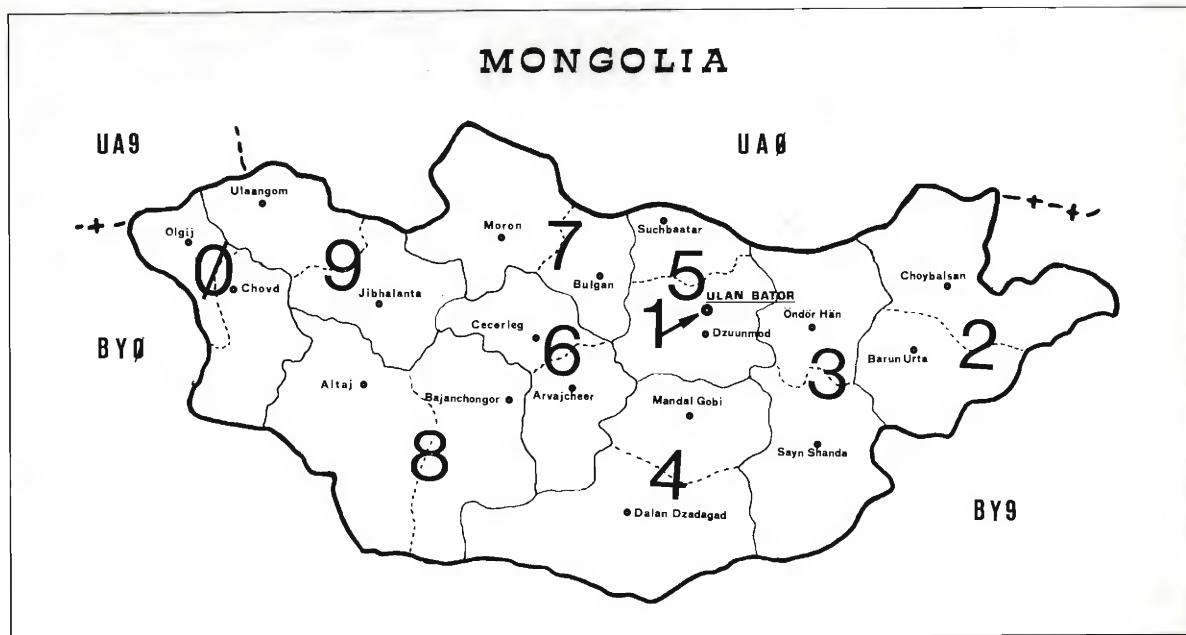 MONGOLIA
UA9
UAØ
Ulaangom
Olgij
Moron
Suchbaatar
7
Ø
9
Chovd
Jibhalanta
Bulgan
5
Choybalsan
ULAN BATOR
1
Dzuunmod
Öndör Hän
Cecerleg
6
BYØ
Barun Urta
2
3
Altaj
Bajanchongor
Arvajcheer
Mandal Gobi
8
4
Sayn Shanda
Dalan Dzadagad
BY9